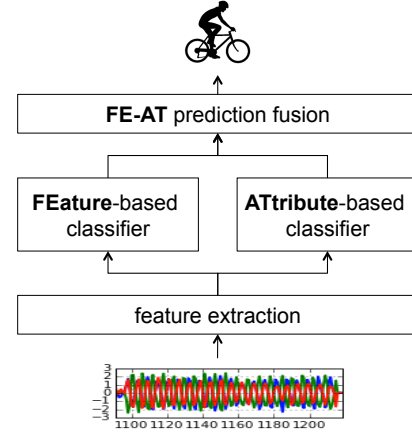 FE-AT prediction fusion
FEature-based
classifier
ATtribute-based
classifier
feature extraction
3
2
1
0
−1
−2
−3
1100 1120 1140 1160 1180 1200